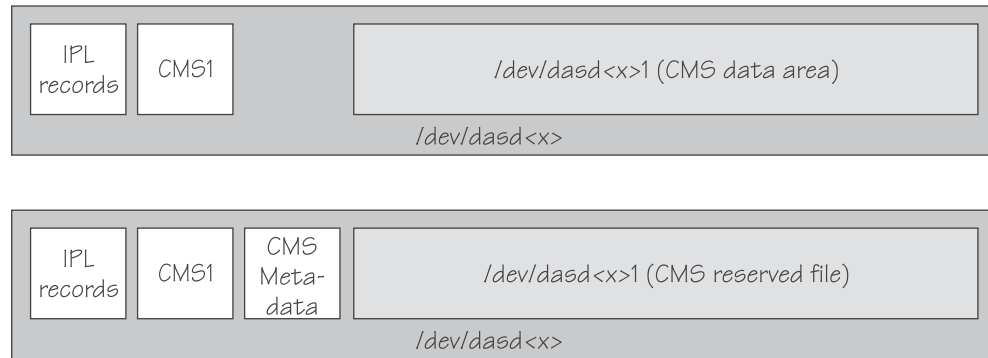 IPL
records
CMS1
/dev/dasd<x>1 (CMS data area)
/dev/dasd<x>
IPL
records
CMS1
CMS
Meta-
data
/dev/dasd<x>1 (CMS reserved file)
/dev/dasd<x>